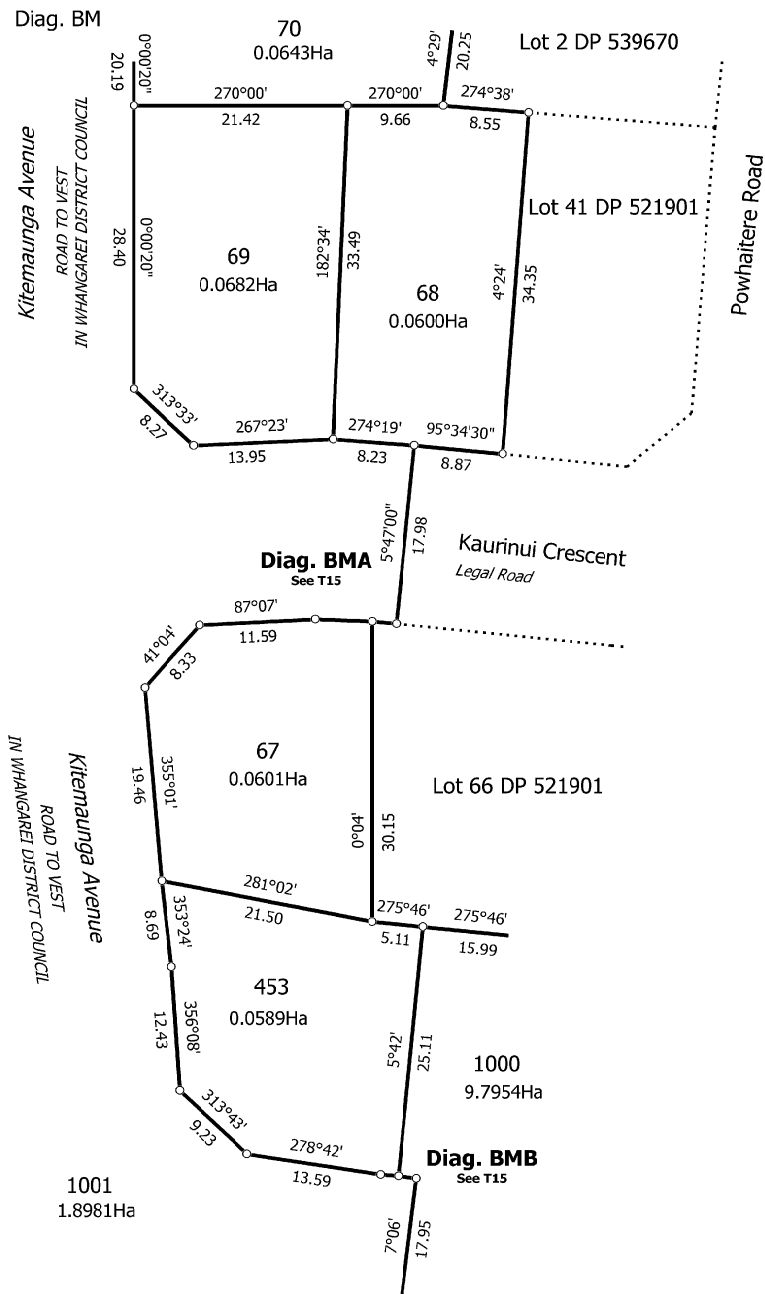 Diag. BM
70
0.0643Ha
4°29'
20.25
Lot 2 DP 539670
0°00'20"
20.19
270°00'
21.42
270°00'
9.66
274°38'
8.55
Kitemaunga Avenue
ROAD TO VEST
IN WHANGAREI DISTRICT COUNCIL
0°00'20"
28.40
69
0.0682Ha
182°34'
33.49
68
0.0600Ha
4°24'
34.35
Lot 41 DP 521901
Powhaitere Road
313°33'
8.27
267°23'
13.95
274°19'
8.23
95°34'30"
8.87
5°47'00"
17.98
Kaurinui Crescent
Legal Road
Diag. BMA
See T15
87°07'
11.59
41°04'
8.33
355°01'
19.46
67
0.0601Ha
0°04'
30.15
Lot 66 DP 521901
Kitemaunga Avenue
ROAD TO VEST
IN WHANGAREI DISTRICT COUNCIL
281°02'
21.50
275°46'
5.11
275°46'
15.99
353°24'
8.69
453
0.0589Ha
356°08'
12.43
5°42'
25.11
1000
9.7954Ha
313°43'
9.23
278°42'
13.59
Diag. BMB
See T15
1001
1.8981Ha
7°06'
17.95